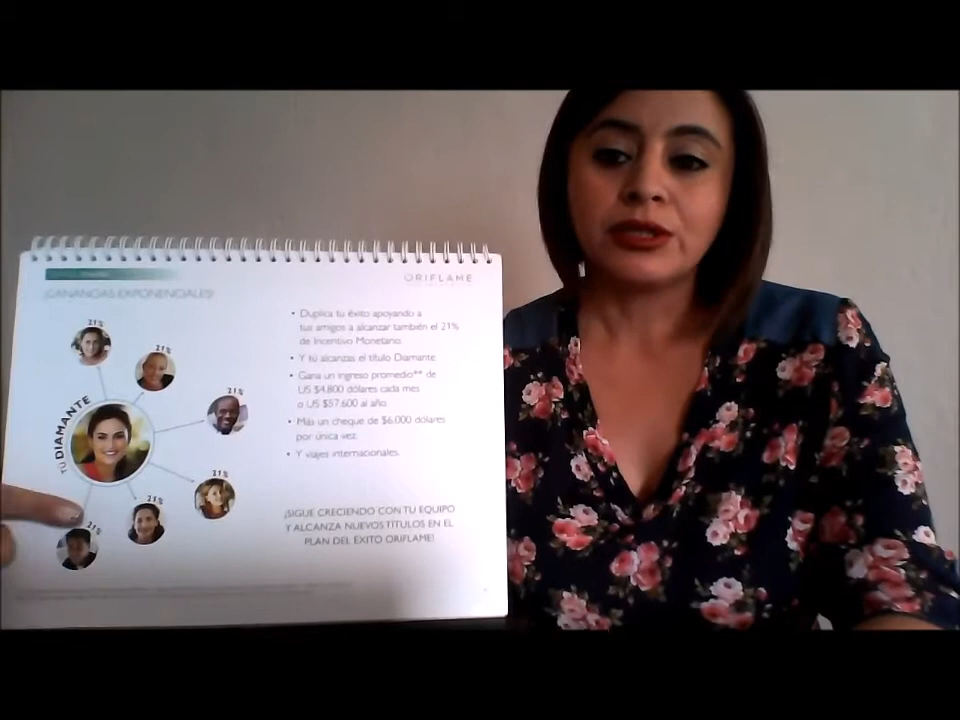 ORIFLAME
¡GANANCIAS EXPONENCIALES!
21%
21%
21%
21%
21%
21%
TÚ DIAMANTE
• Duplica tu éxito apoyando a
tus amigos a alcanzar también el 21%
de Incentivo Monetario.
• Y tú alcanzas el título Diamante
• Gana un ingreso promedio** de
US $4.800 dólares cada mes
o US $57.600 al año.
• Más un cheque de $6.000 dólares
por única vez.
• Y viajes internacionales.
¡SIGUE CRECIENDO CON TU EQUIPO
Y ALCANZA NUEVOS TÍTULOS EN EL
PLAN DEL EXITO ORIFLAME!